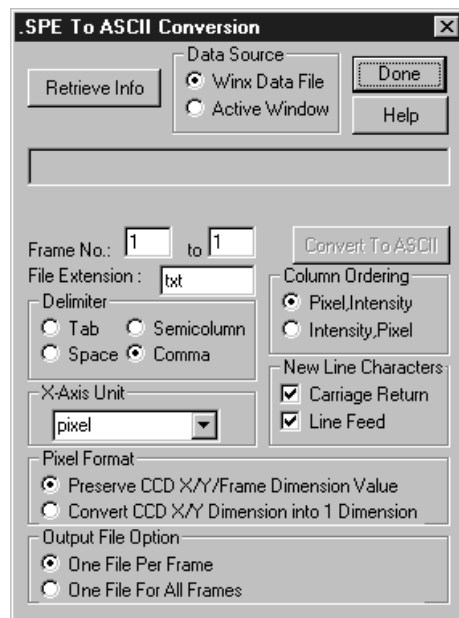 .SPE To ASCII Conversion
Retrieve Info
Data Source
Winx Data File
Active Window
Done
Help
Frame No.: 1 to 1
Convert To ASCII
File Extension : txt
Delimiter
Tab Semicolumn
Space Comma
Column Ordering
Pixel,Intensity
Intensity,Pixel
X-Axis Unit
pixel
New Line Characters
Carriage Return
Line Feed
Pixel Format
Preserve CCD X/Y/Frame Dimension Value
Convert CCD X/Y Dimension into 1 Dimension
Output File Option
One File Per Frame
One File For All Frames